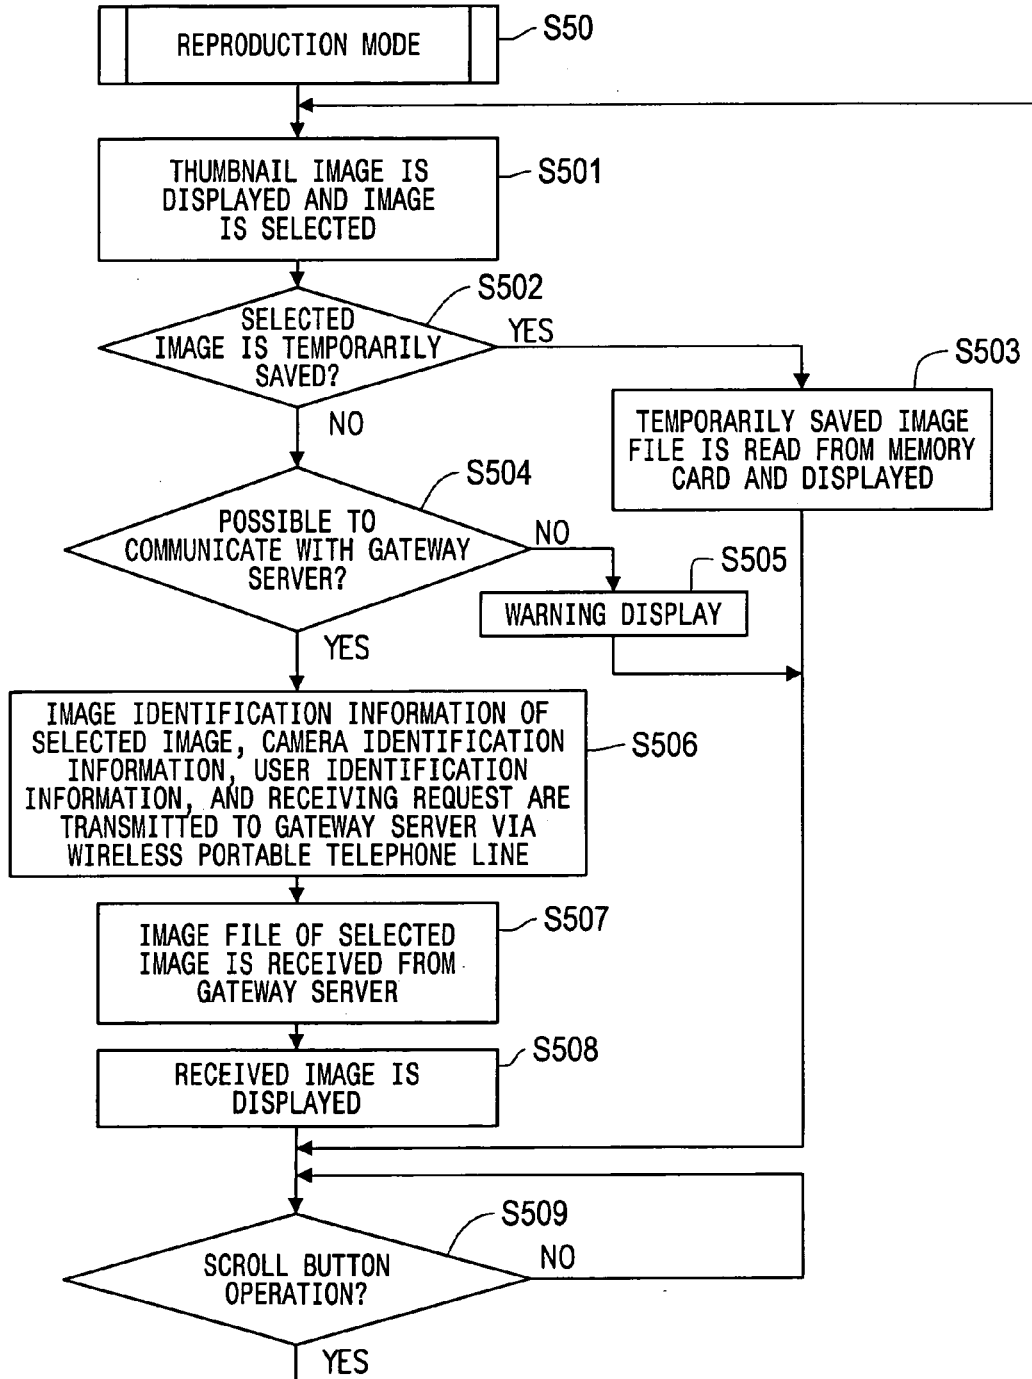 REPRODUCTION MODE
S50
THUMBNAIL IMAGE IS
DISPLAYED AND IMAGE
IS SELECTED
S501
S502
SELECTED
IMAGE IS TEMPORARILY
SAVED?
YES
NO
S503
TEMPORARILY SAVED IMAGE
FILE IS READ FROM MEMORY
CARD AND DISPLAYED
S504
POSSIBLE TO
COMMUNICATE WITH GATEWAY
SERVER?
NO
YES
S505
WARNING DISPLAY
IMAGE IDENTIFICATION INFORMATION OF
SELECTED IMAGE, CAMERA IDENTIFICATION
INFORMATION, USER IDENTIFICATION
INFORMATION, AND RECEIVING REQUEST ARE
TRANSMITTED TO GATEWAY SERVER VIA
WIRELESS PORTABLE TELEPHONE LINE
S506
IMAGE FILE OF SELECTED
IMAGE IS RECEIVED FROM
GATEWAY SERVER
S507
RECEIVED IMAGE IS
DISPLAYED
S508
S509
SCROLL BUTTON
OPERATION?
NO
YES